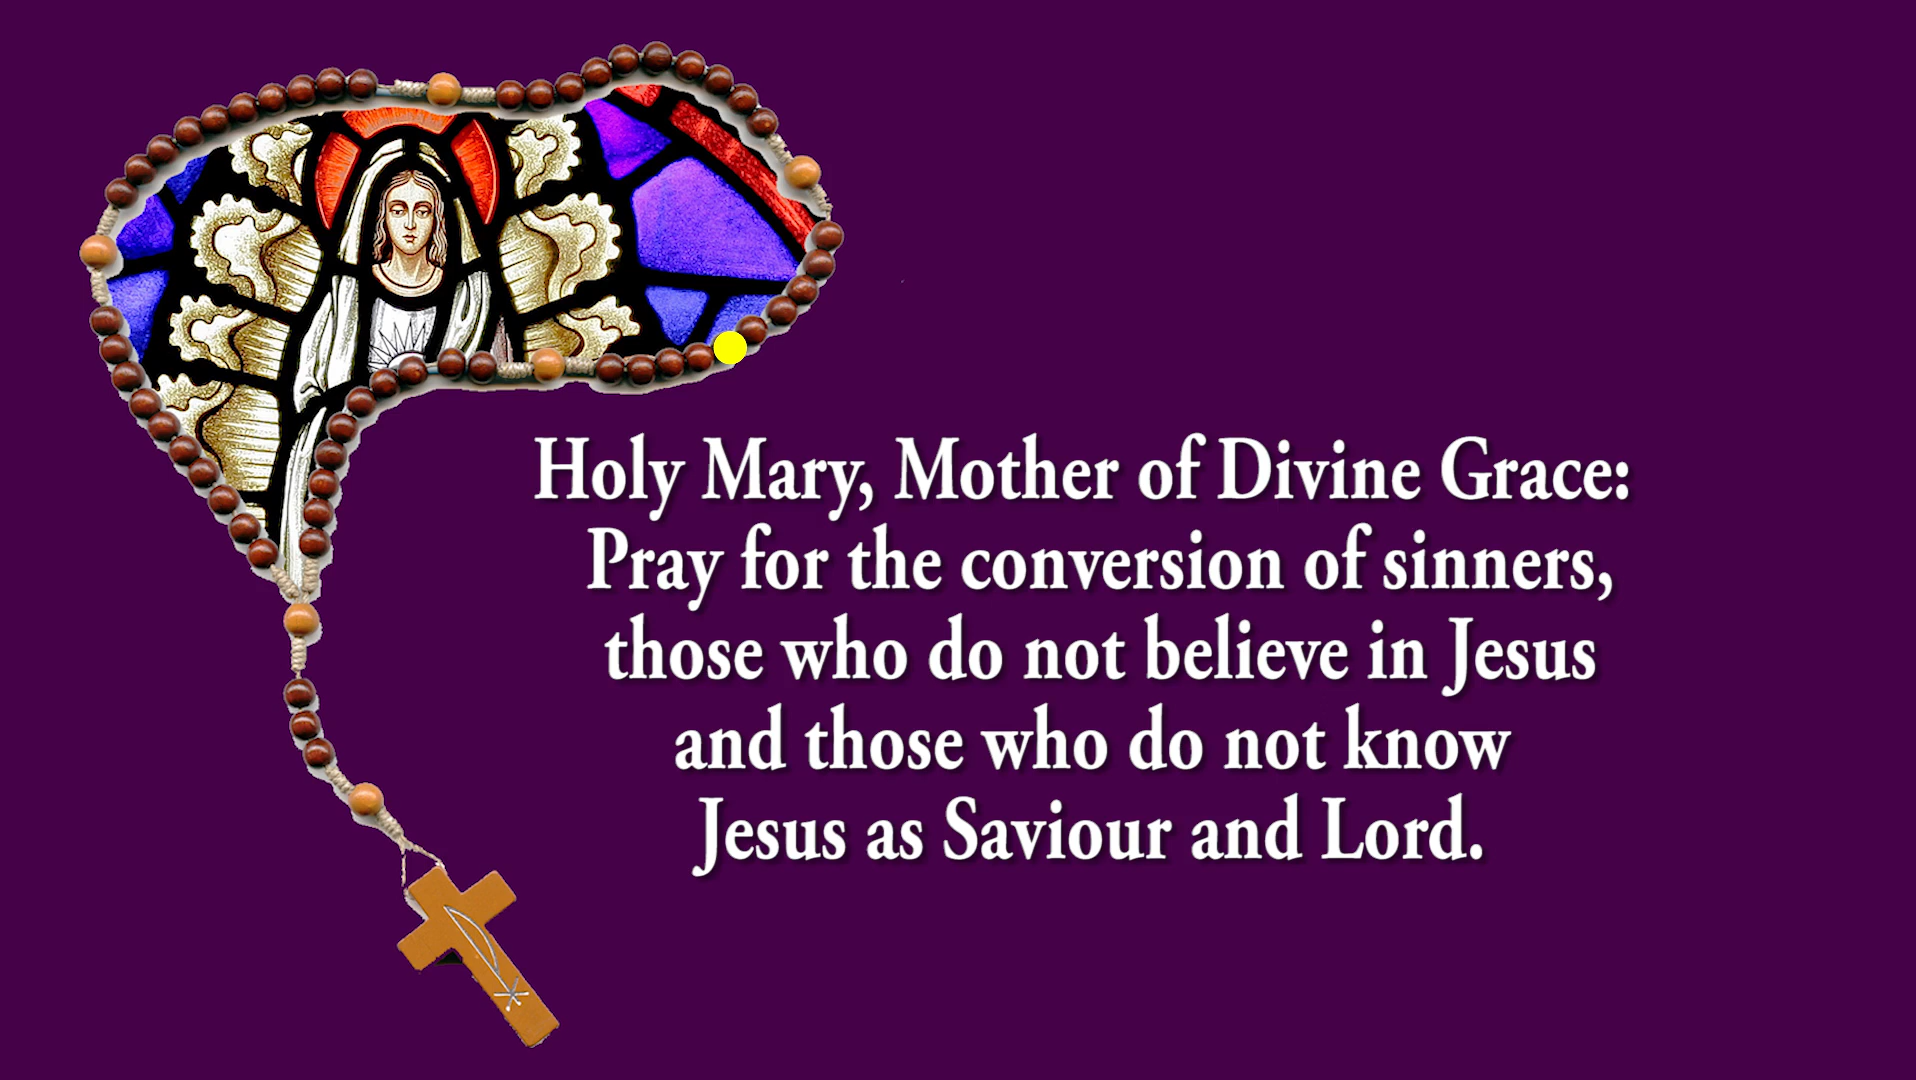 Holy Mary, Mother of Divine Grace:
Pray for the conversion of sinners,
those who do not believe in Jesus
and those who do not know
Jesus as Saviour and Lord.